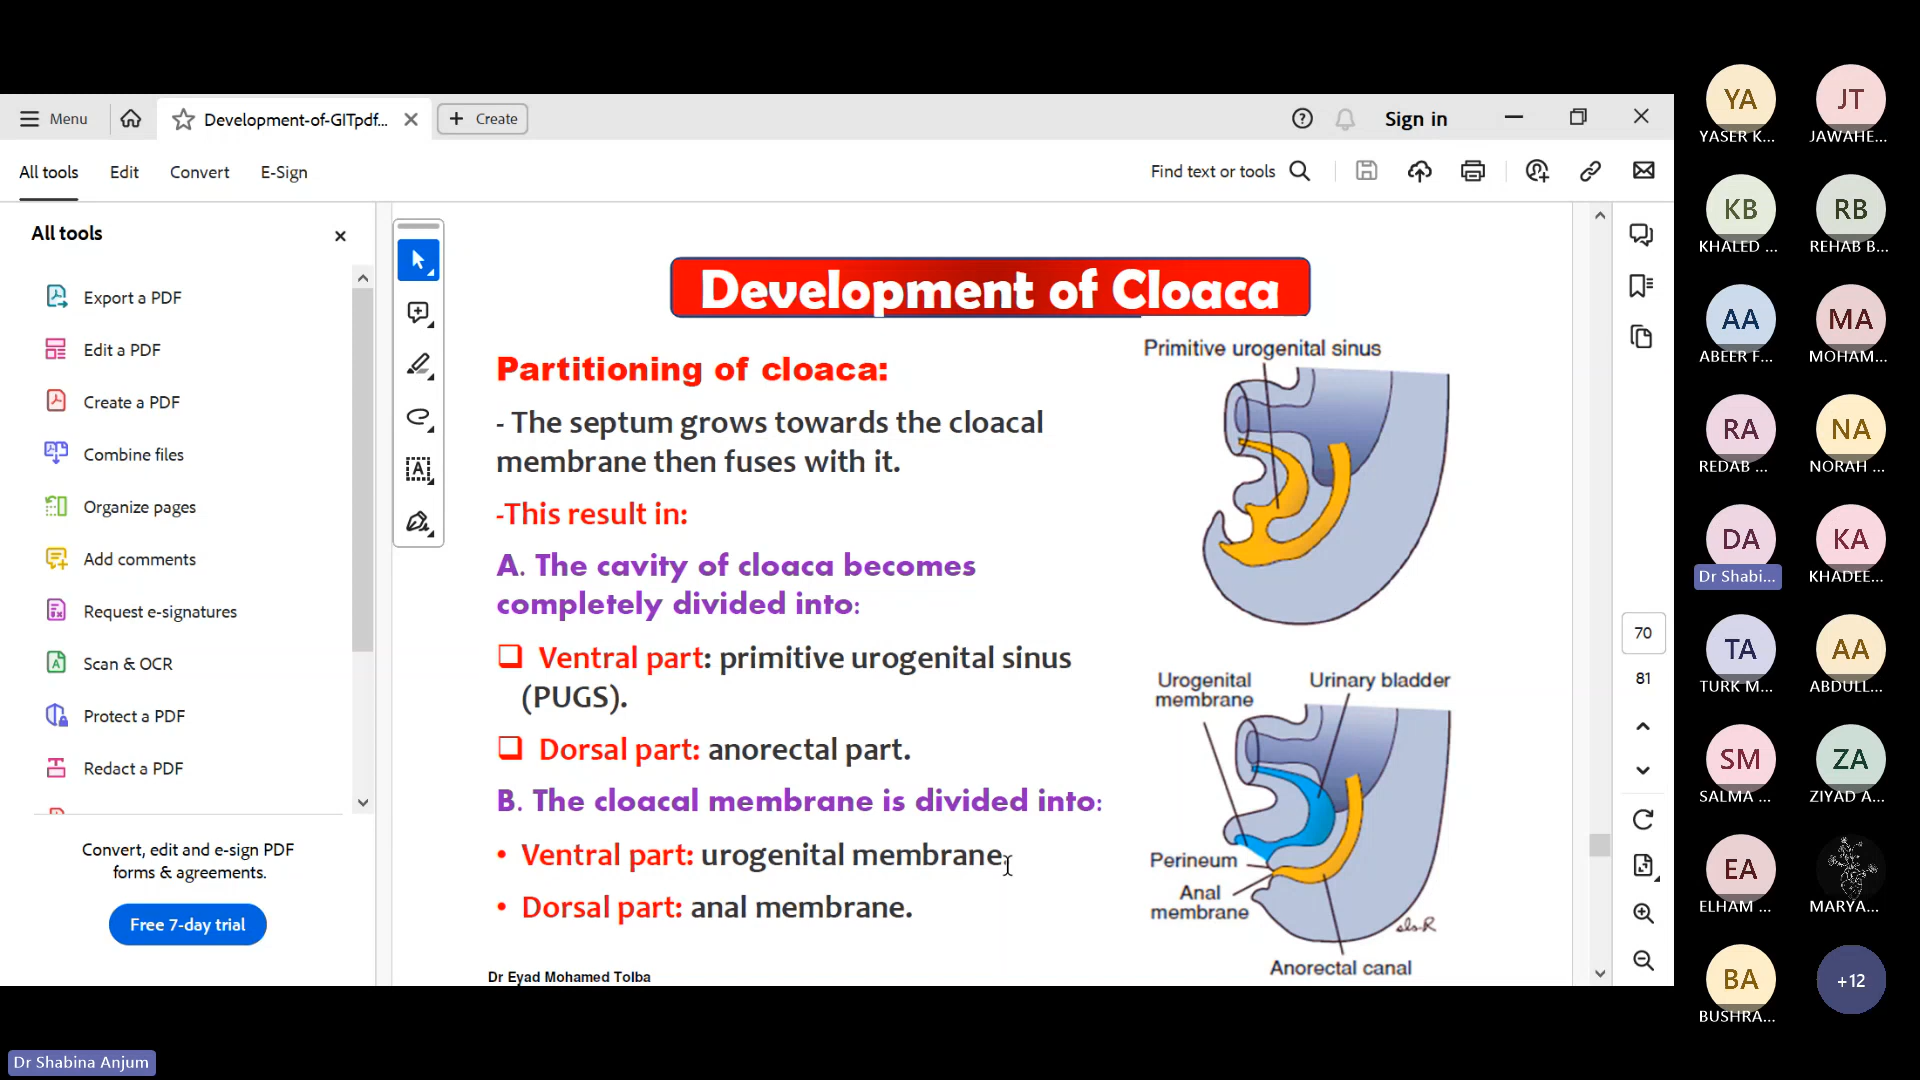 Menu
Development-of-GITpdf...
Create
Sign in
All tools
Edit
Convert
E-Sign
Find text or tools
All tools
Export a PDF
Edit a PDF
Create a PDF
Combine files
Organize pages
Add comments
Request e-signatures
Scan & OCR
Protect a PDF
Redact a PDF
Convert, edit and e-sign PDF
forms & agreements.
Free 7-day trial
Development of Cloaca
Partitioning of cloaca:
- The septum grows towards the cloacal
membrane then fuses with it.
-This result in:
A. The cavity of cloaca becomes
completely divided into:
Ventral part: primitive urogenital sinus
(PUGS).
Dorsal part: anorectal part.
B. The cloacal membrane is divided into:
• Ventral part: urogenital membrane.
• Dorsal part: anal membrane.
Dr Eyad Mohamed Tolba
Primitive urogenital sinus
Urogenital
membrane
Urinary bladder
Perineum
Anal
membrane
Anorectal canal
70
81
YA
YASER K...
JT
JAWAHE...
KB
KHALED ...
RB
REHAB B...
AA
ABEER F...
MA
MOHAM...
RA
REDAB ...
NA
NORAH ...
DA
Dr Shabi...
KA
KHADEE...
TA
TURK M...
AA
ABDULL...
SM
SALMA ...
ZA
ZIYAD A...
EA
ELHAM ...
MARYA...
BA
BUSHRA...
+12
Dr Shabina Anjum